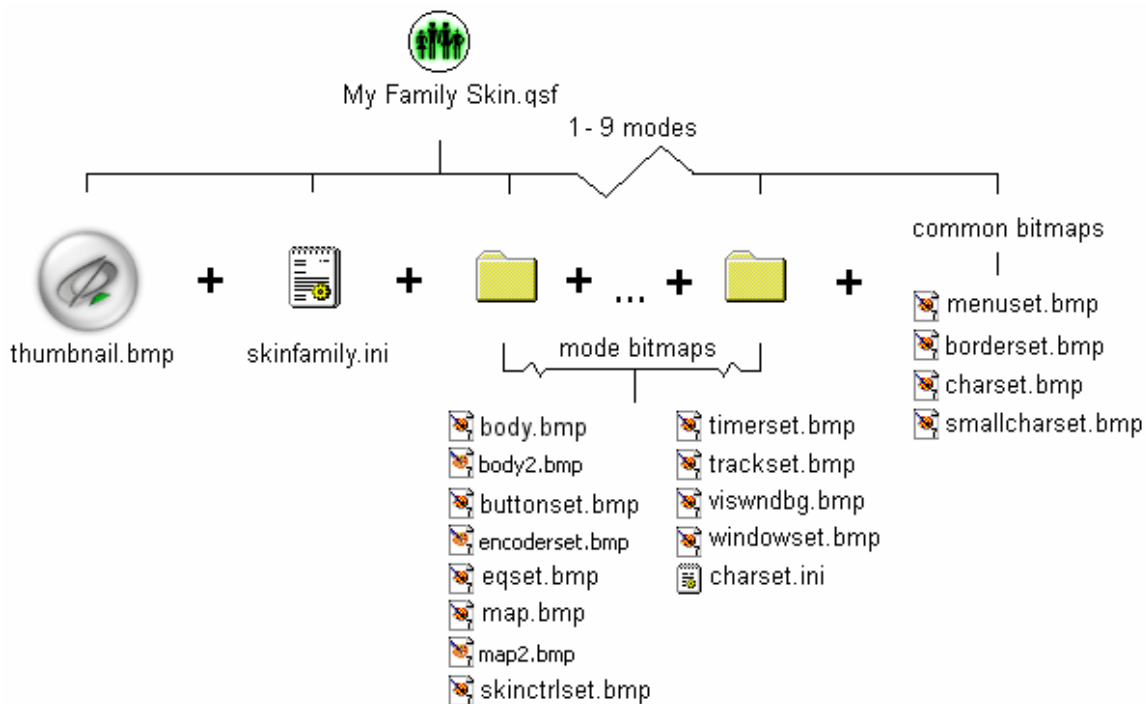 My Family Skin.qsf
1 - 9 modes
common bitmaps
+ + + ... + +
thumbnail.bmp
skinfamily.ini
mode bitmaps
menuset.bmp
borderset.bmp
charset.bmp
smallcharset.bmp
body.bmp
body2.bmp
buttonset.bmp
encoderset.bmp
eqset.bmp
map.bmp
map2.bmp
skinctrlset.bmp
timerset.bmp
trackset.bmp
viswndbg.bmp
windowset.bmp
charset.ini